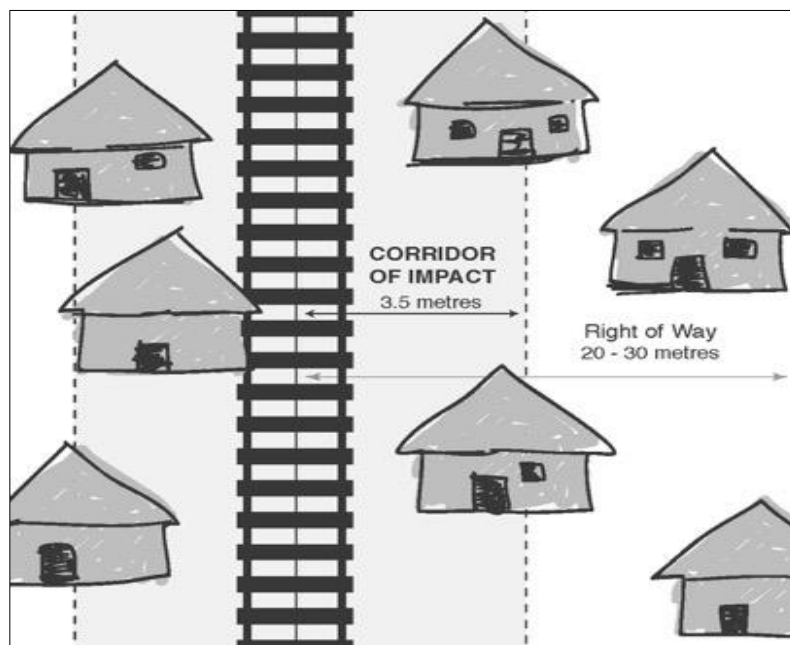 CORRIDOR
OF IMPACT
3.5 metres
Right of Way
20 - 30 metres